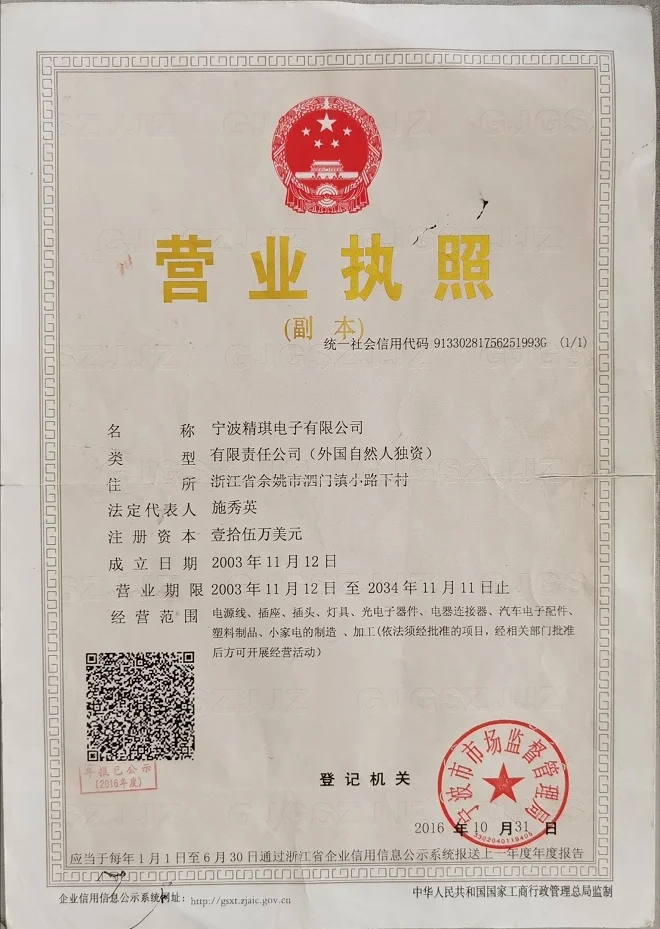 营业执照
(副 本)
统一社会信用代码 91330281756251993G (1/1)
名 称 宁波精琪电子有限公司
类 型 有限责任公司（外国自然人独资）
住 所 浙江省余姚市泗门镇小路下村
法定代表人 施秀英
注册资本 壹拾伍万美元
成立日期 2003年11月12日
营业期限 2003年11月12日 至 2034年11月11日止
经营范围 电源线、插座、插头、灯具、光电子器件、电器连接器、汽车电子配件、
塑料制品、小家电的制造 、加工(依法须经批准的项目，经相关部门批准
后方可开展经营活动）
年报已公示
(2016年度)
登记机关
宁波市市场监督管理局
2016 年 10 月 31 日
应当于每年1月1日至6月30日通过浙江省企业信用信息公示系统报送上一年度年度报告
企业信用信息公示系统网址：http://gsxt.zjaic.gov.cn
中华人民共和国国家工商行政管理总局监制